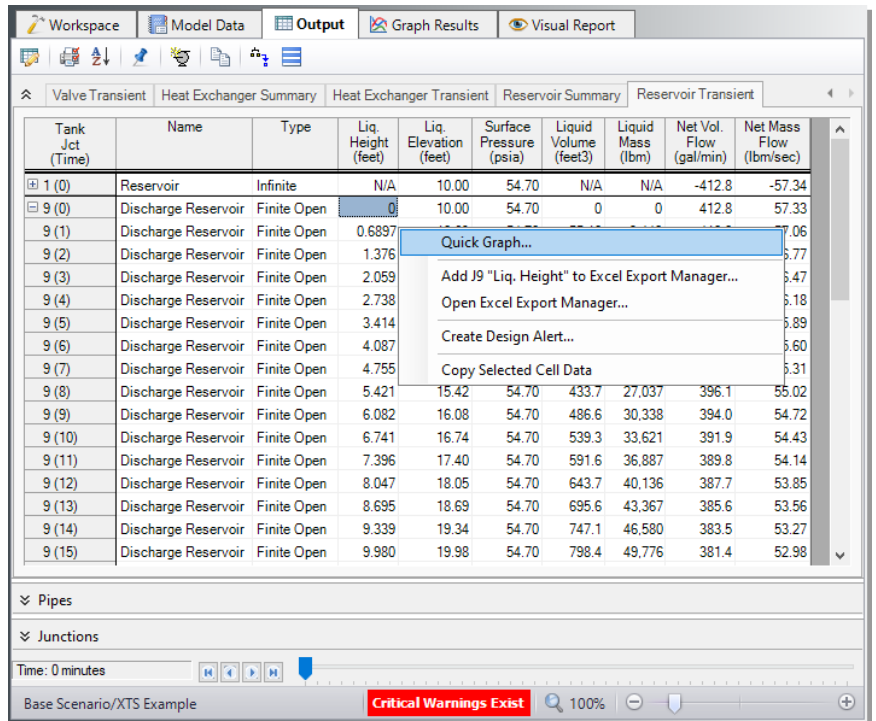 Workspace Model Data Output Graph Results Visual Report
Valve Transient Heat Exchanger Summary Heat Exchanger Transient Reservoir Summary Reservoir Transient
Tank Jct (Time) Name Type Liq. Height (feet) Liq. Elevation (feet) Surface Pressure (psia) Liquid Volume (feet3) Liquid Mass (lbm) Net Vol. Flow (gal/min) Net Mass Flow (lbm/sec)
1 (0) Reservoir Infinite N/A 10.00 54.70 N/A N/A -412.8 -57.34
9 (0) Discharge Reservoir Finite Open 0 10.00 54.70 0 0 412.8 57.33
9 (1) Discharge Reservoir Finite Open 0.6897 7.06
Quick Graph...
9 (2) Discharge Reservoir Finite Open 1.376 6.77
9 (3) Discharge Reservoir Finite Open 2.059 6.47
Add J9 "Liq. Height" to Excel Export Manager...
9 (4) Discharge Reservoir Finite Open 2.738 6.18
Open Excel Export Manager...
9 (5) Discharge Reservoir Finite Open 3.414 5.89
Create Design Alert...
9 (6) Discharge Reservoir Finite Open 4.087 5.60
9 (7) Discharge Reservoir Finite Open 4.755 5.31
Copy Selected Cell Data
9 (8) Discharge Reservoir Finite Open 5.421 15.42 54.70 433.7 27,037 396.1 55.02
9 (9) Discharge Reservoir Finite Open 6.082 16.08 54.70 486.6 30,338 394.0 54.72
9 (10) Discharge Reservoir Finite Open 6.741 16.74 54.70 539.3 33,621 391.9 54.43
9 (11) Discharge Reservoir Finite Open 7.396 17.40 54.70 591.6 36,887 389.8 54.14
9 (12) Discharge Reservoir Finite Open 8.047 18.05 54.70 643.7 40,136 387.7 53.85
9 (13) Discharge Reservoir Finite Open 8.695 18.69 54.70 695.6 43,367 385.6 53.56
9 (14) Discharge Reservoir Finite Open 9.339 19.34 54.70 747.1 46,580 383.5 53.27
9 (15) Discharge Reservoir Finite Open 9.980 19.98 54.70 798.4 49,776 381.4 52.98
Pipes
Junctions
Time: 0 minutes
Base Scenario/XTS Example Critical Warnings Exist 100%